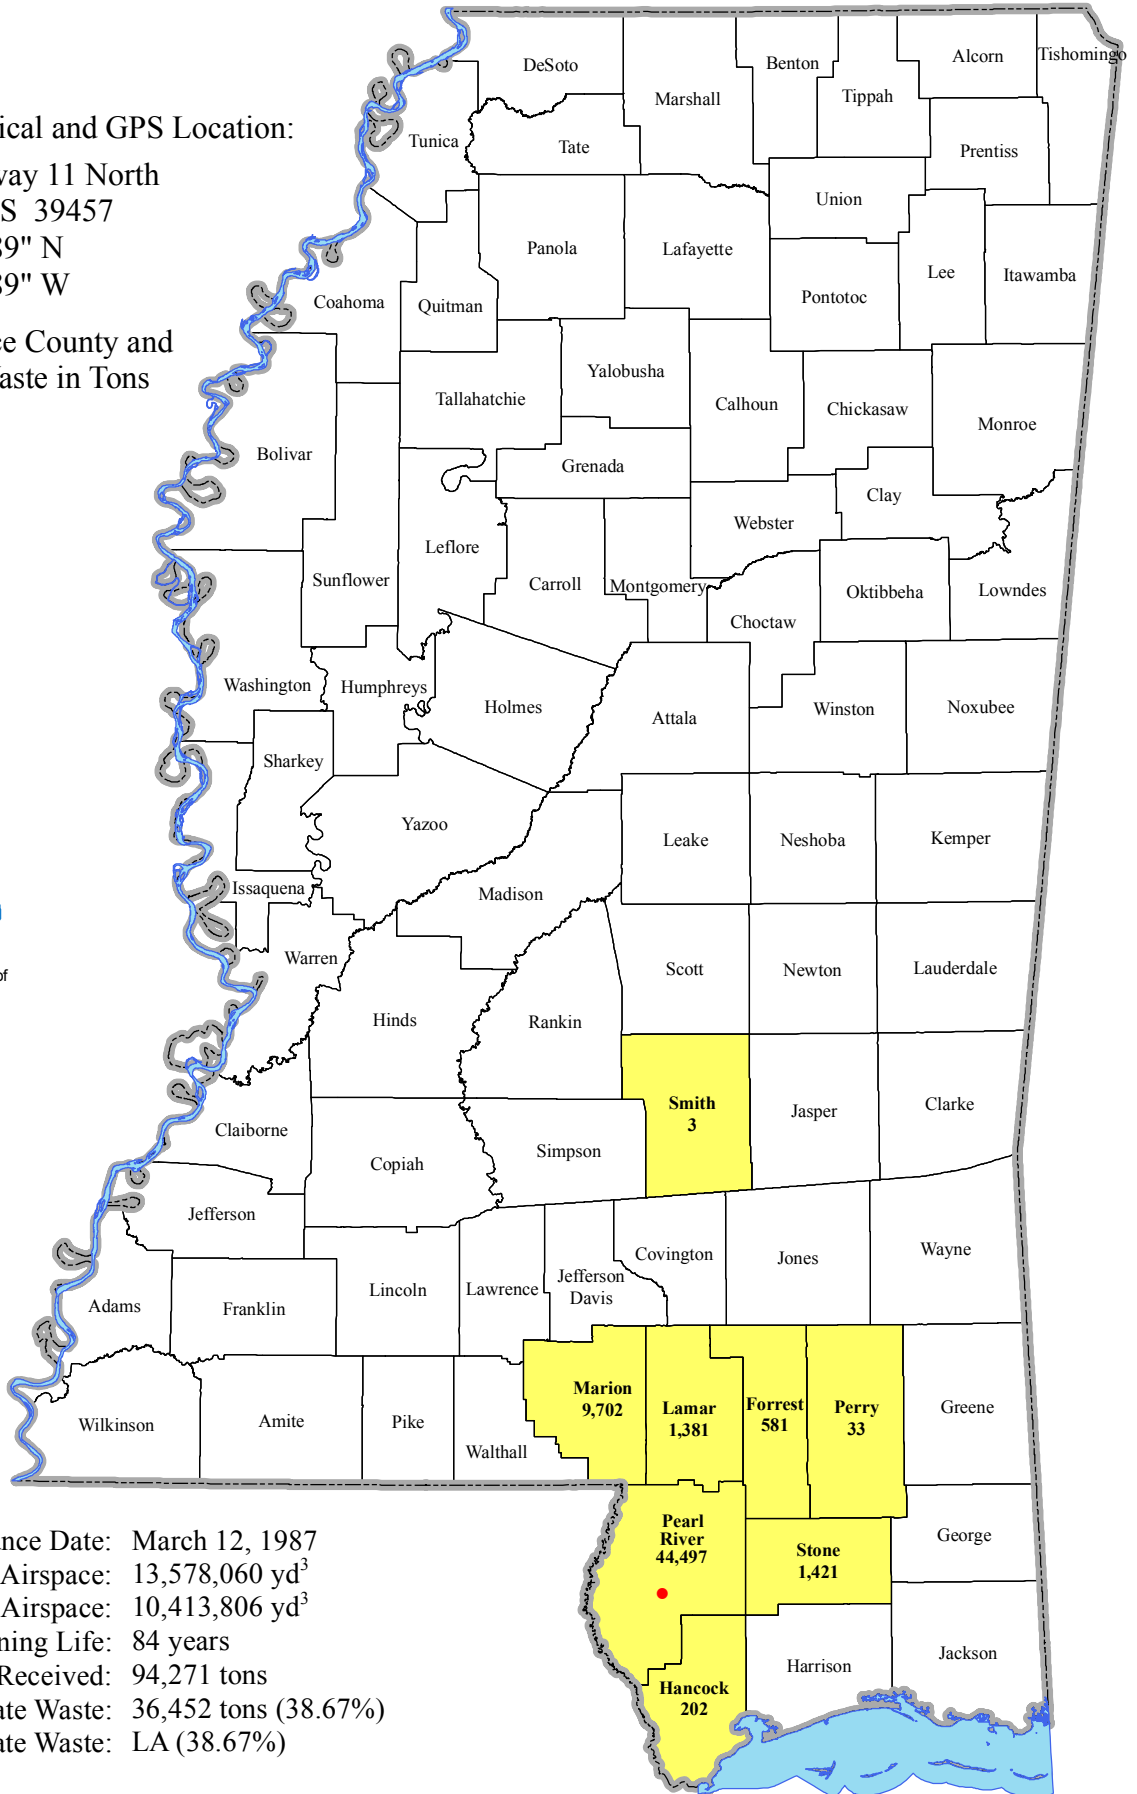 ical and GPS Location:
way 11 North
S 39457
39" N
39" W
ce County and
Waste in Tons
of
DeSoto
Marshall
Benton
Tippah
Alcorn
Tishomingo
Tunica
Tate
Prentiss
Union
Panola
Lafayette
Pontotoc
Lee
Itawamba
Coahoma
Quitman
Tallahatchie
Yalobusha
Calhoun
Chickasaw
Monroe
Bolivar
Grenada
Clay
Webster
Leflore
Sunflower
Carroll
Montgomery
Choctaw
Oktibbeha
Lowndes
Washington
Humphreys
Holmes
Attala
Winston
Noxubee
Sharkey
Yazoo
Leake
Neshoba
Kemper
Issaquena
Madison
Warren
Scott
Newton
Lauderdale
Hinds
Rankin
Smith
3
Jasper
Clarke
Claiborne
Copiah
Simpson
Jefferson
Covington
Jones
Wayne
Adams
Franklin
Lincoln
Lawrence
Jefferson
Davis
Marion
9,702
Lamar
1,381
Forrest
581
Perry
33
Greene
Wilkinson
Amite
Pike
Walthall
Pearl
River
44,497
Stone
1,421
George
Hancock
202
Harrison
Jackson
ance Date: March 12, 1987
Airspace: 13,578,060 yd³
Airspace: 10,413,806 yd³
ning Life: 84 years
Received: 94,271 tons
ate Waste: 36,452 tons (38.67%)
ate Waste: LA (38.67%)